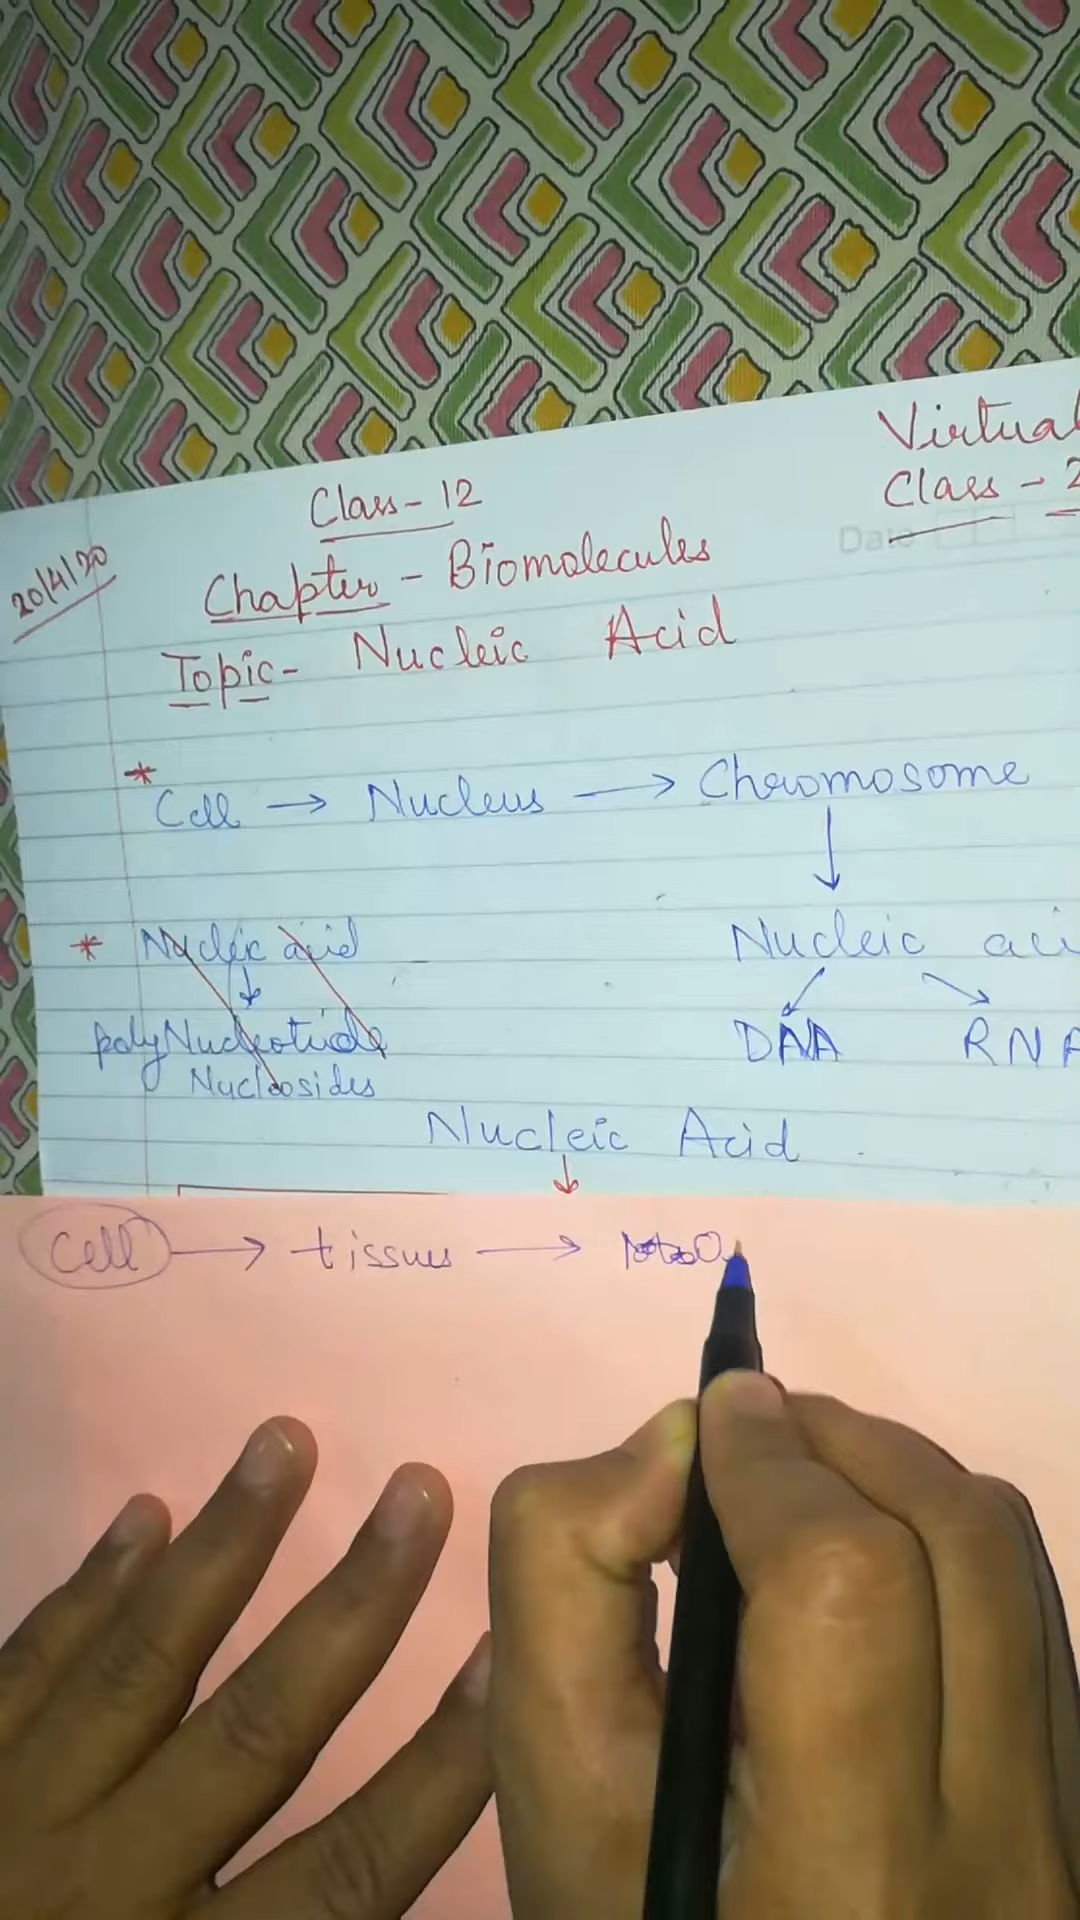 Virtual
Class - 2
Class - 12
Date
20/4/20
Chapter - Biomolecules
Topic - Nucleic Acid
* Cell → Nucleus → Chromosome
↓
* Nucleic acid
Nucleic aci
↓
polyNucleotide
DNA RNA
Nucleosides
Nucleic Acid
↓
Cell → tissues →